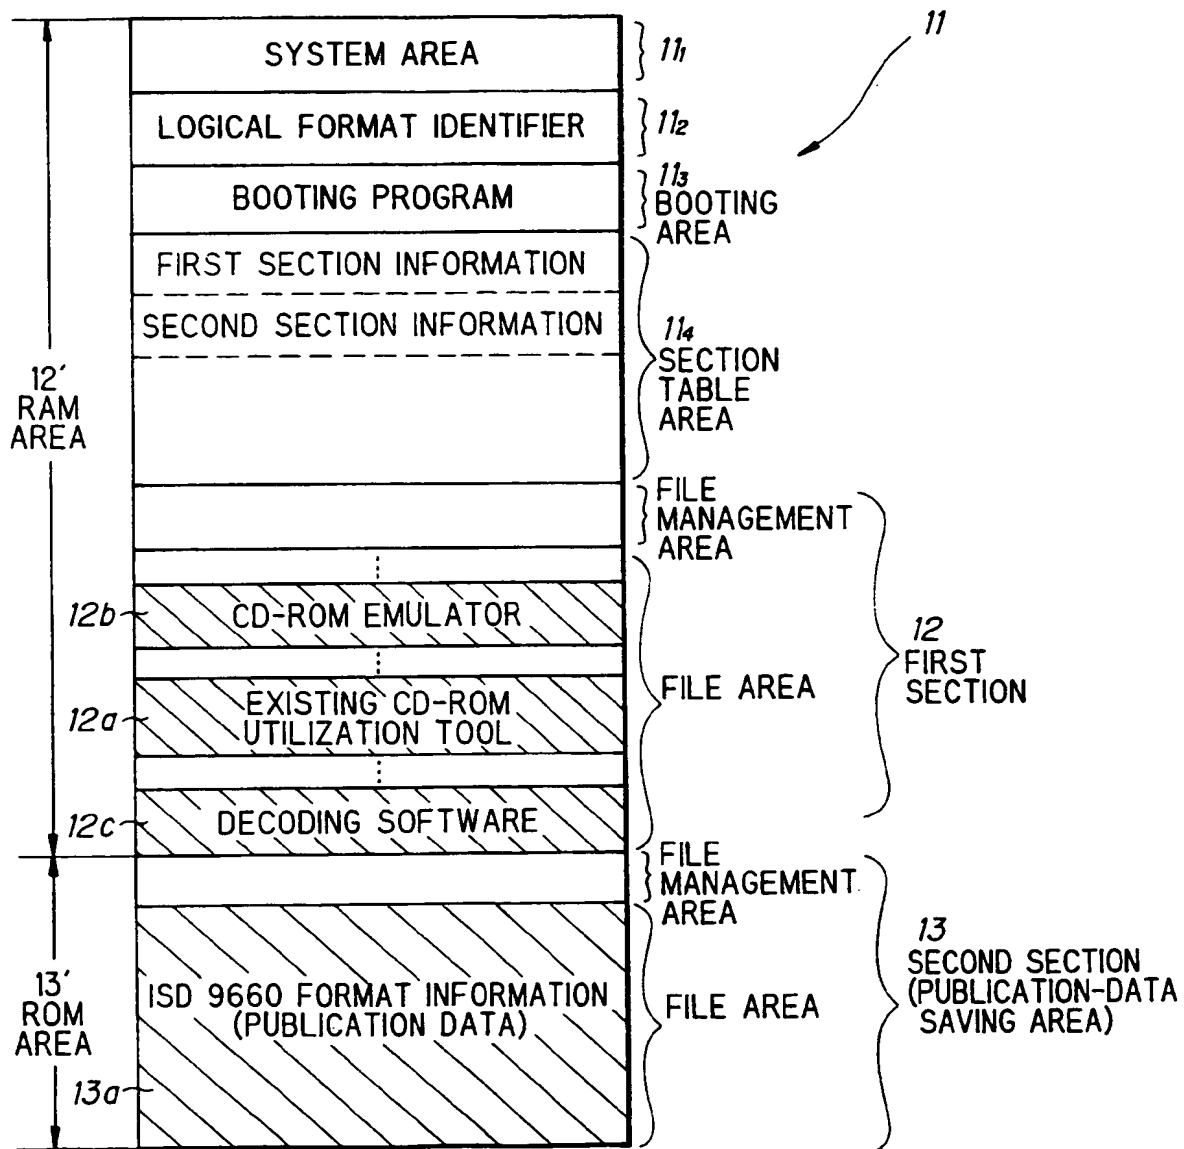 11
SYSTEM AREA
11₁
LOGICAL FORMAT IDENTIFIER
11₂
BOOTING PROGRAM
11₃
BOOTING
AREA
FIRST SECTION INFORMATION
SECOND SECTION INFORMATION
11₄
SECTION
TABLE
AREA
12'
RAM
AREA
FILE
MANAGEMENT
AREA
12b
CD-ROM EMULATOR
12a
EXISTING CD-ROM
UTILIZATION TOOL
12c
DECODING SOFTWARE
FILE AREA
12
FIRST
SECTION
FILE
MANAGEMENT
AREA
13'
ROM
AREA
ISD 9660 FORMAT INFORMATION
(PUBLICATION DATA)
13a
FILE AREA
13
SECOND SECTION
(PUBLICATION-DATA
SAVING AREA)